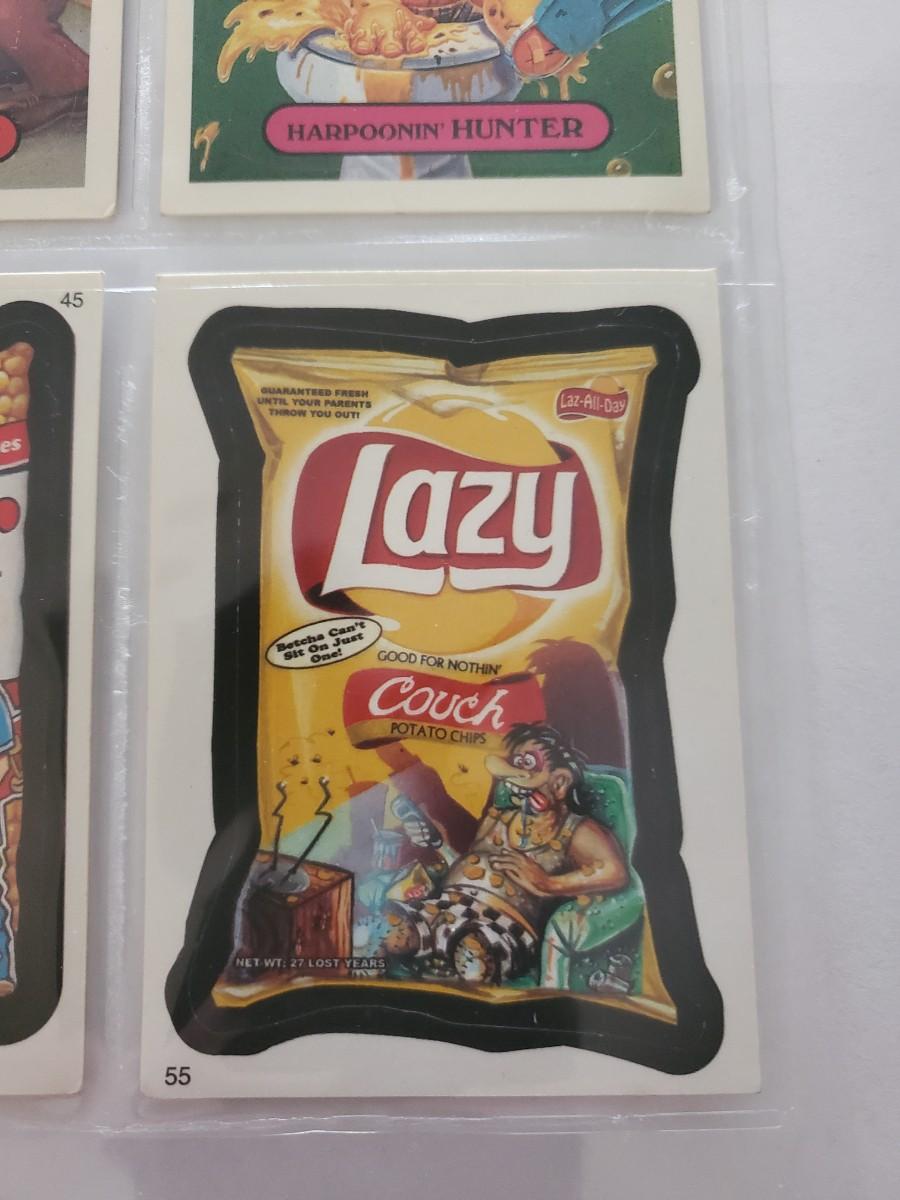 HARPOONIN' HUNTER
45
es
GUARANTEED FRESH
UNTIL YOUR PARENTS
THROW YOU OUT!
Laz-All-Day
Lazy
Betcha Can't
Sit On Just
One!
GOOD FOR NOTHIN'
Couch
POTATO CHIPS
NET WT: 27 LOST YEARS
55